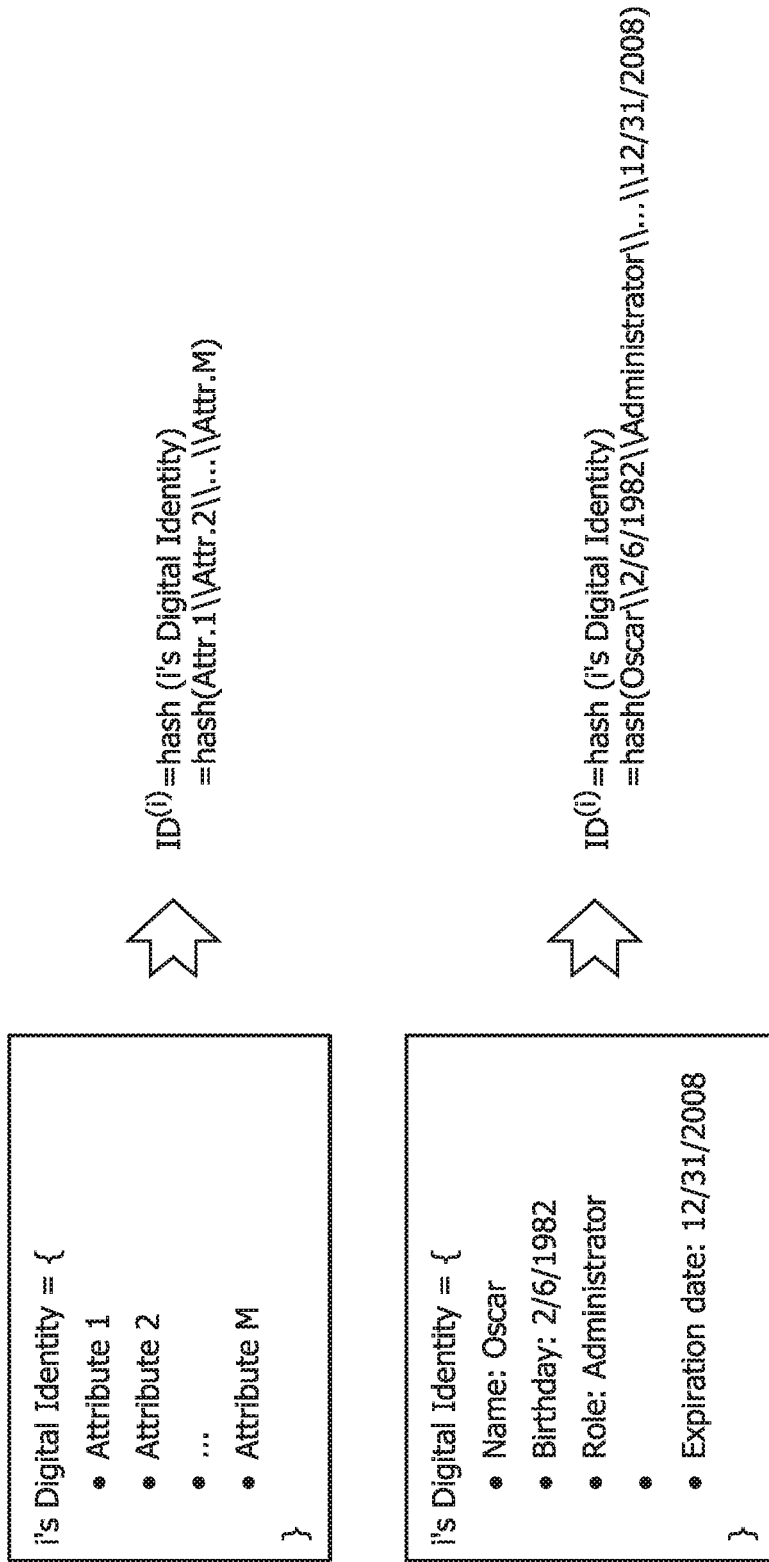 i's Digital Identity = {
• Attribute 1
• Attribute 2
• ...
• Attribute M
}
ID(i)=hash (i's Digital Identity)
=hash(Attr.1\\Attr.2\\...\\Attr.M)
i's Digital Identity = {
• Name: Oscar
• Birthday: 2/6/1982
• Role: Administrator
•
• Expiration date: 12/31/2008
}
ID(i)=hash (i's Digital Identity)
=hash(Oscar\\2/6/1982\\Administrator\\...\\12/31/2008)